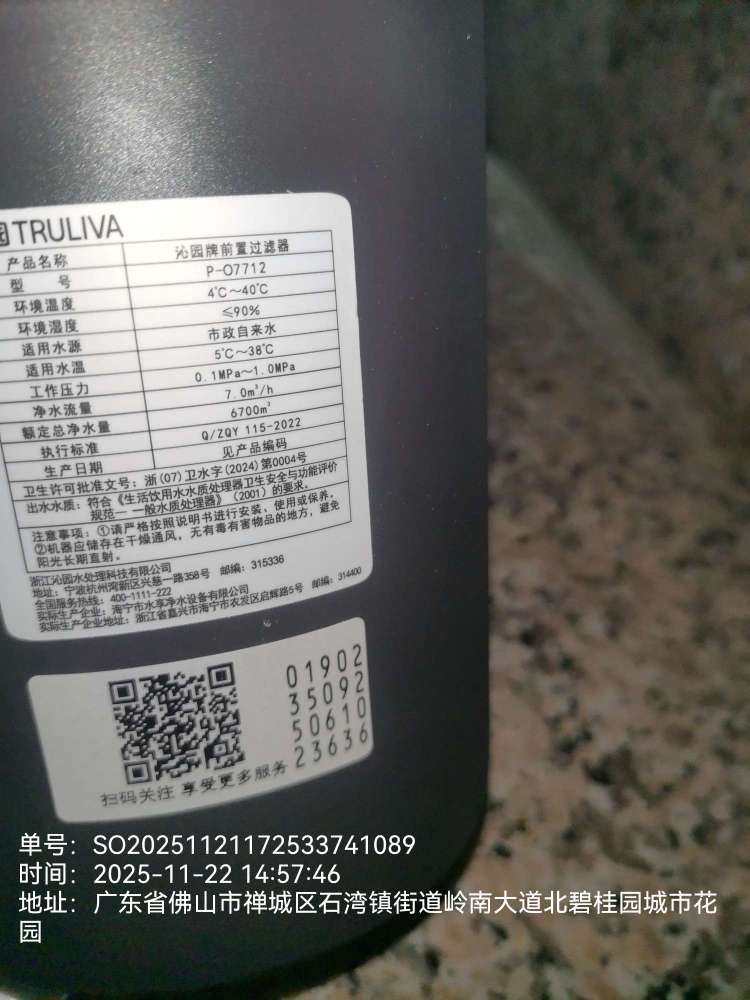 园 TRULIVA
产品名称 沁园牌前置过滤器
型 号 P-O7712
环境温度 4℃～40℃
环境湿度 ≤90%
适用水源 市政自来水
适用水温 5℃～38℃
工作压力 0.1MPa～1.0MPa
净水流量 7.0m³/h
额定总净水量 6700m³
执行标准 Q/ZQY 115-2022
生产日期 见产品编码
卫生许可批准文号：浙(07)卫水字(2024)第0004号
出水水质：符合《生活饮用水水质处理器卫生安全与功能评价
规范—一般水质处理器》（2001）的要求。
注意事项：①请严格按照说明书进行安装、使用或保养。
②机器应储存在干燥通风，无有毒有害物品的地方，避免
阳光长期直射。
浙江沁园水处理科技有限公司
地址：宁波杭州湾新区兴慈一路358号 邮编：315336
全国服务热线：400-1111-222
实际生产企业：海宁市水享净水设备有限公司
实际生产企业地址：浙江省嘉兴市海宁市农发区启辉路5号 邮编：314400
01902
35092
50610
23636
扫码关注 享受更多服务
单号：SO20251121172533741089
时间：2025-11-22 14:57:46
地址：广东省佛山市禅城区石湾镇街道岭南大道北碧桂园城市花
园